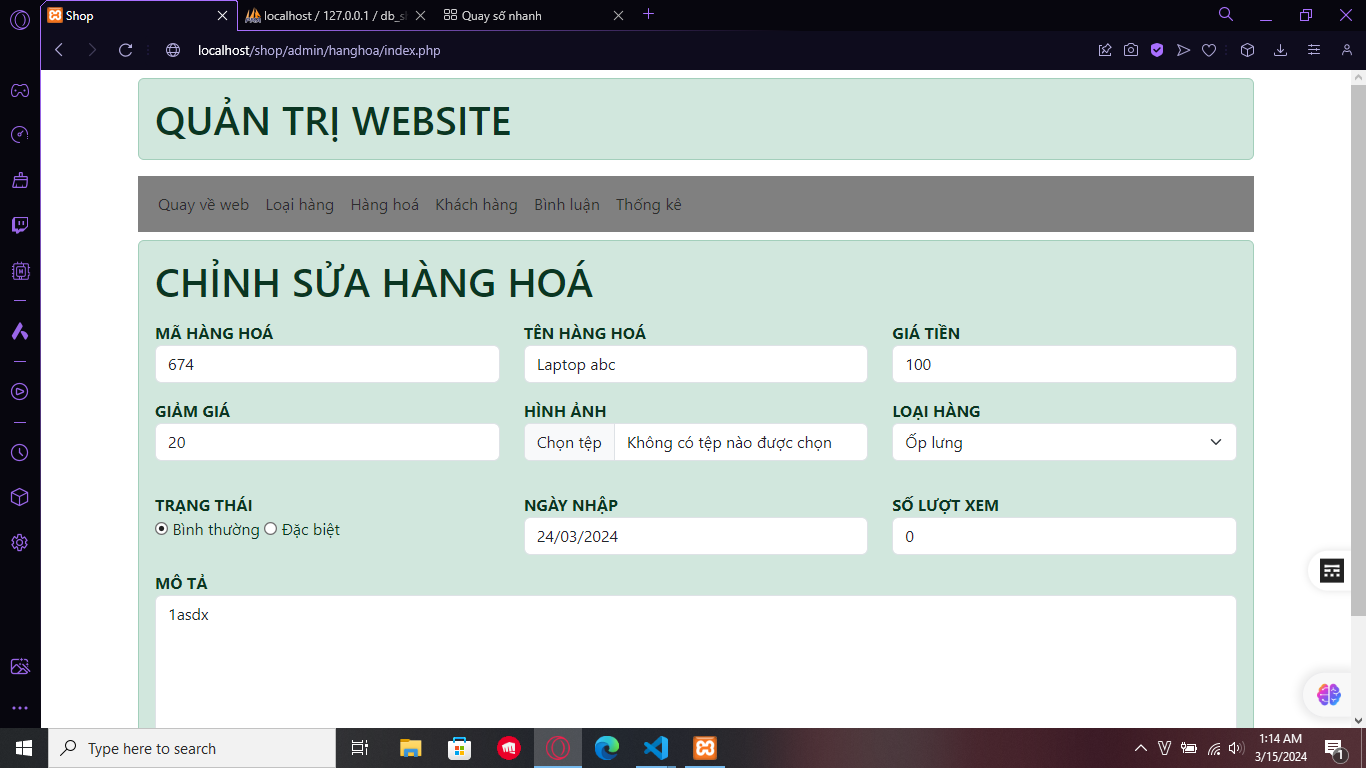 Shop
localhost / 127.0.0.1 / db_s
Quay số nhanh
localhost/shop/admin/hanghoa/index.php
QUẢN TRỊ WEBSITE
Quay về web Loại hàng Hàng hoá Khách hàng Bình luận Thống kê
CHỈNH SỬA HÀNG HOÁ
MÃ HÀNG HOÁ TÊN HÀNG HOÁ GIÁ TIỀN
674 Laptop abc 100
GIẢM GIÁ HÌNH ẢNH LOẠI HÀNG
20 Chọn tệp Không có tệp nào được chọn Ốp lưng
TRẠNG THÁI NGÀY NHẬP SỐ LƯỢT XEM
Bình thường Đặc biệt 24/03/2024 0
MÔ TẢ
1asdx
Type here to search
1:14 AM
3/15/2024
1